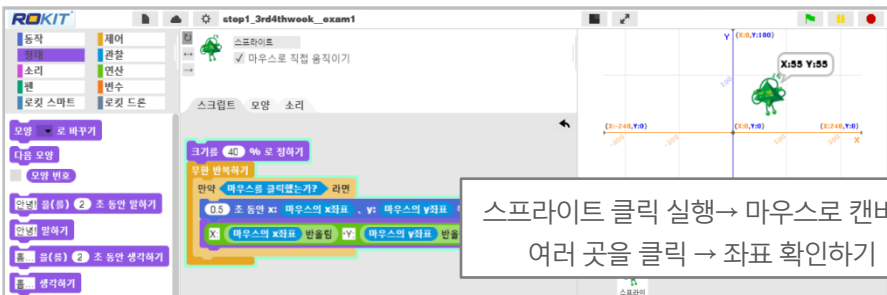 ROKIT
stop1_3rd4thweek_exam1
동작
제어
형태
관찰
소리
연산
펜
변수
로킷 스마트
로킷 드론
스프라이트
✓ 마우스로 직접 움직이기
스크립트 모양 소리
모양 로 바꾸기
다음 모양
모양 번호
안녕! 을(를) 2 초 동안 말하기
안녕! 말하기
흠... 을(를) 2 초 동안 생각하기
흠... 생각하기
크기를 40 % 로 정하기
무한 반복하기
만약 마우스를 클릭했는가? 라면
0.5 초 동안 x: 마우스의 x좌표 、y: 마우스의 y좌표
X: 마우스의 x좌표 반올림 ·Y: 마우스의 y좌표
Y (X:0,Y:180)
X:55 Y:55
100
(X:-240,Y:0)
(X:0,Y:0)
(X:240,Y:0)
-100
100
X
스프라이트 클릭 실행→ 마우스로
여러 곳을 클릭 → 좌표 확인하기